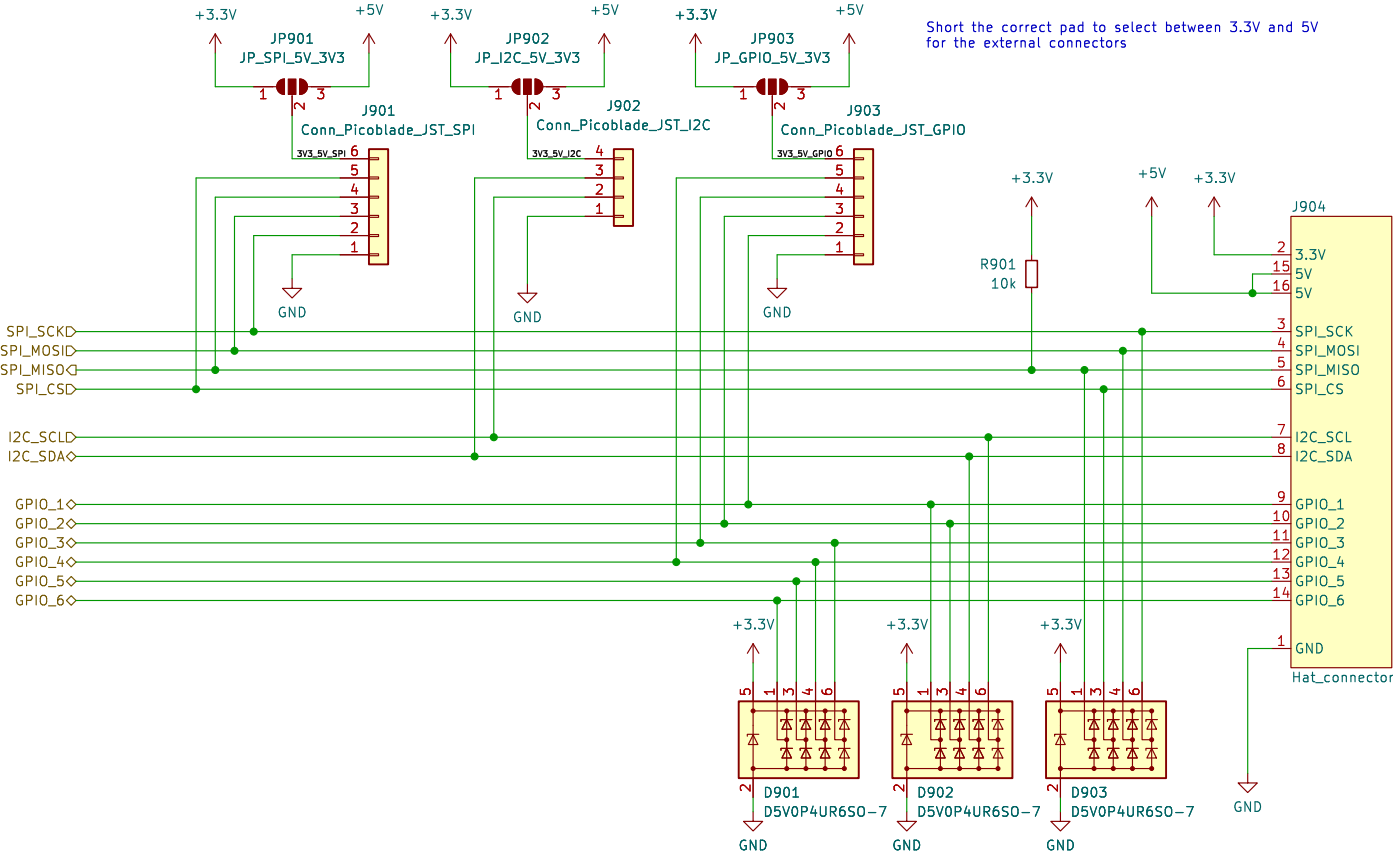 +3.3V
+5V
+3.3V
+5V
+3.3V
+5V
Short the correct pad to select between 3.3V and 5V
for the external connectors
JP901
JP_SPI_5V_3V3
JP902
JP_I2C_5V_3V3
JP903
JP_GPIO_5V_3V3
1
2
3
1
2
3
1
2
3
J901
Conn_Picoblade_JST_SPI
J902
Conn_Picoblade_JST_I2C
J903
Conn_Picoblade_JST_GPIO
3V3_5V_SPI
6
5
4
3
2
1
3V3_5V_I2C
4
3
2
1
3V3_5V_GPIO
6
5
4
3
2
1
GND
GND
GND
+3.3V
R901
10k
+5V
+3.3V
J904
2 3.3V
15 5V
16 5V
SPI_SCK
3 SPI_SCK
SPI_MOSI
4 SPI_MOSI
SPI_MISO
5 SPI_MISO
SPI_CS
6 SPI_CS
I2C_SCL
7 I2C_SCL
I2C_SDA
8 I2C_SDA
GPIO_1
9 GPIO_1
GPIO_2
10 GPIO_2
GPIO_3
11 GPIO_3
GPIO_4
12 GPIO_4
GPIO_5
13 GPIO_5
GPIO_6
14 GPIO_6
1 GND
Hat_connector
GND
+3.3V
+3.3V
+3.3V
5 1 3 4 6
5 1 3 4 6
5 1 3 4 6
2
D901
D5V0P4UR6SO-7
GND
2
D902
D5V0P4UR6SO-7
GND
2
D903
D5V0P4UR6SO-7
GND